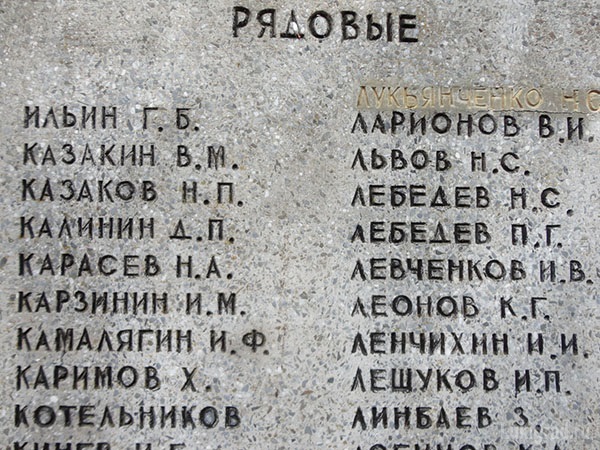 РЯДОВЫЕ
ИЛЬИН Г.Б.
КАЗАКИН В.М.
КАЗАКОВ Н.П.
КАЛИНИН Д.П.
КАРАСЕВ Н.А.
КАРЗИНИН И.М.
КАМАЛЯГИН И.Ф.
КАРИМОВ Х.
КОТЕЛЬНИКОВ
ЛУКЬЯНЧЕНКО Н.С
ЛАРИОНОВ В.И.
ЛЬВОВ Н.С.
ЛЕБЕДЕВ Н.С.
ЛЕБЕДЕВ П.Г.
ЛЕВЧЕНКОВ И.В.
ЛЕОНОВ К.Г.
ЛЕНЧИХИН И.И.
ЛЕШУКОВ И.П.
ЛИНБАЕВ З.